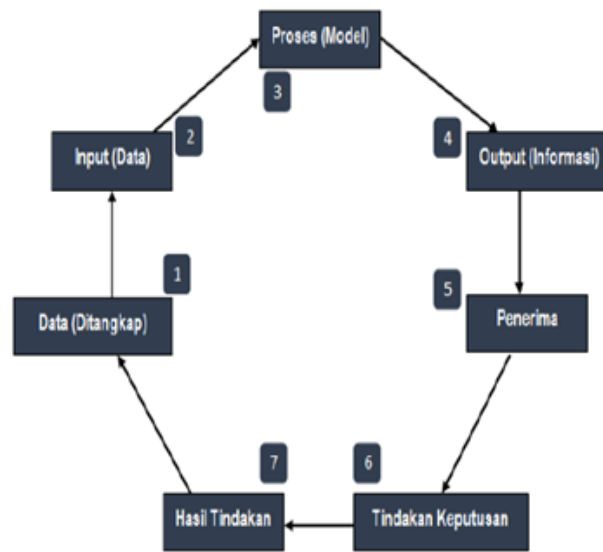 Proses (Model)
3
2
Input (Data)
4
Output (Informasi)
1
Data (Ditangkap)
5
Penerima
7
Hasil Tindakan
6
Tindakan Keputusan